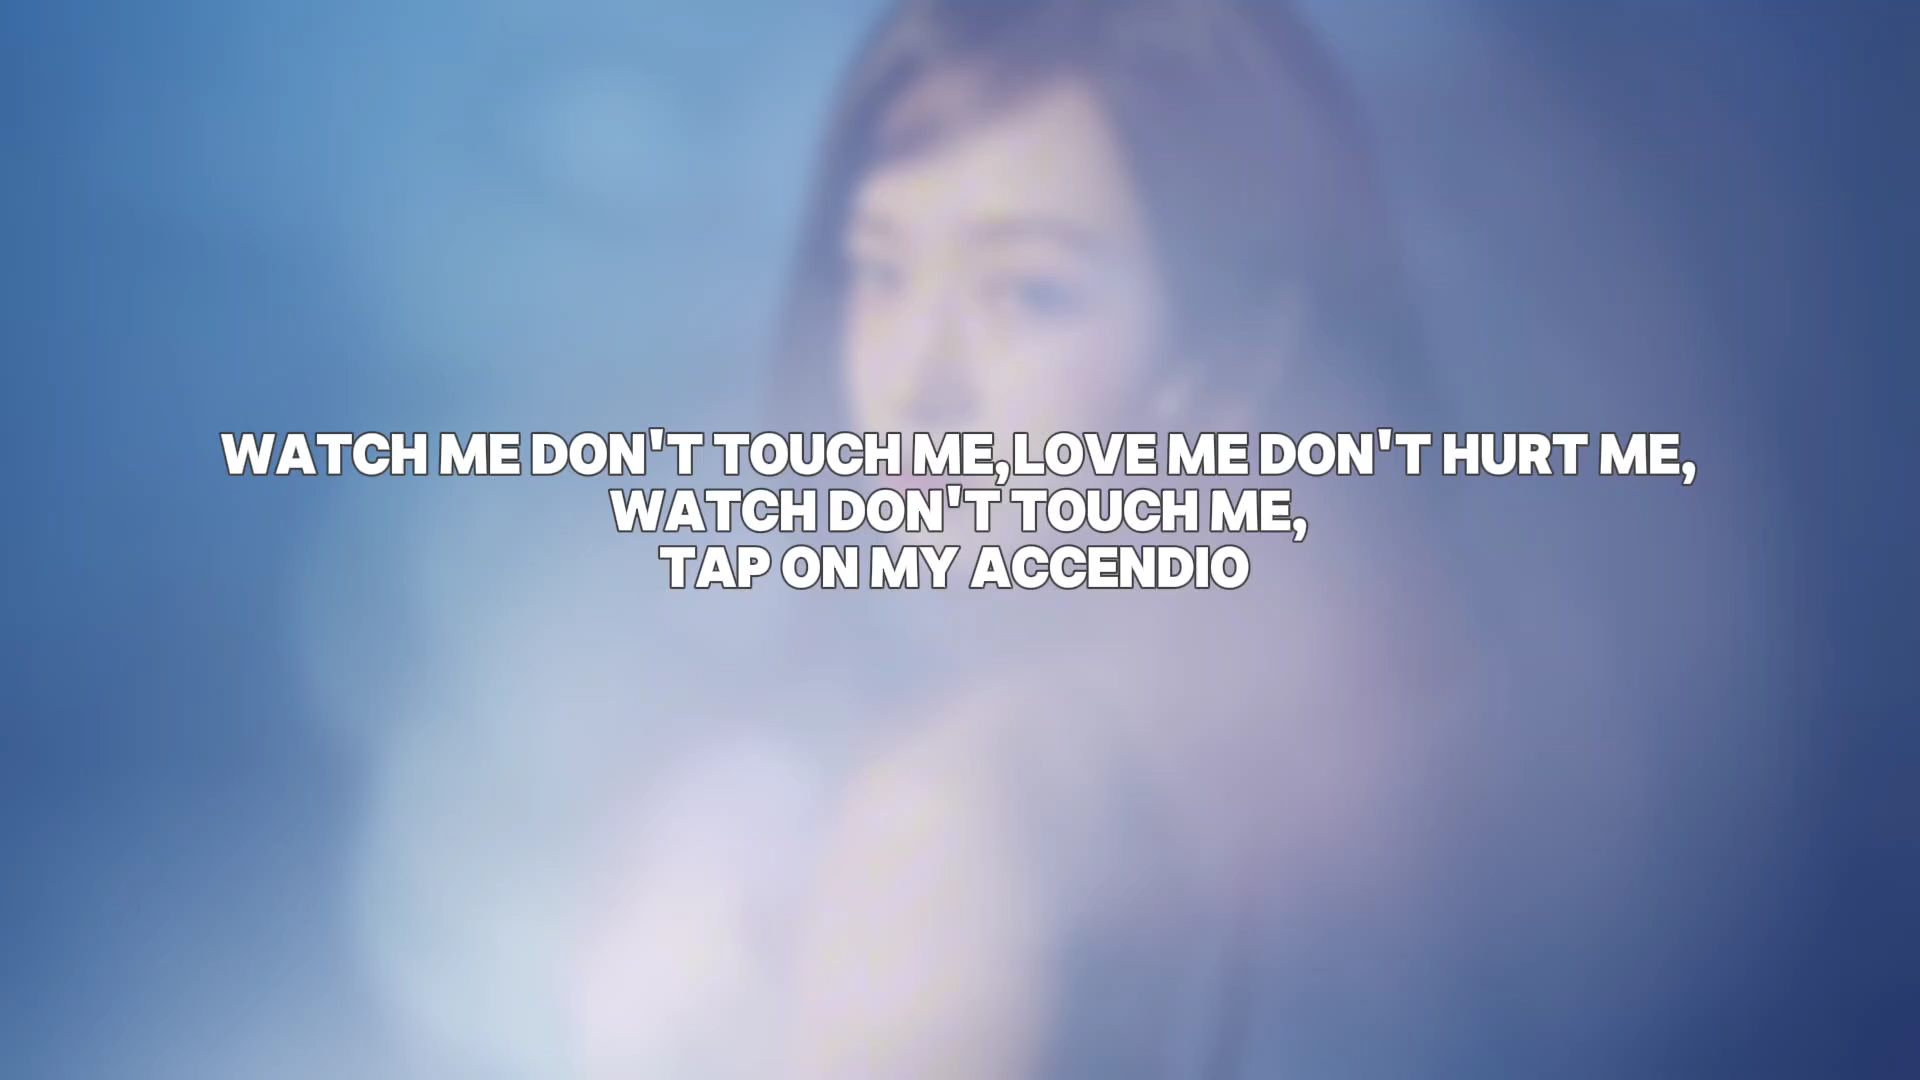 WATCH ME DON'T TOUCH ME,LOVE ME DON'T HURT ME,
WATCH DON'T TOUCH ME,
TAP ON MY ACCENDIO